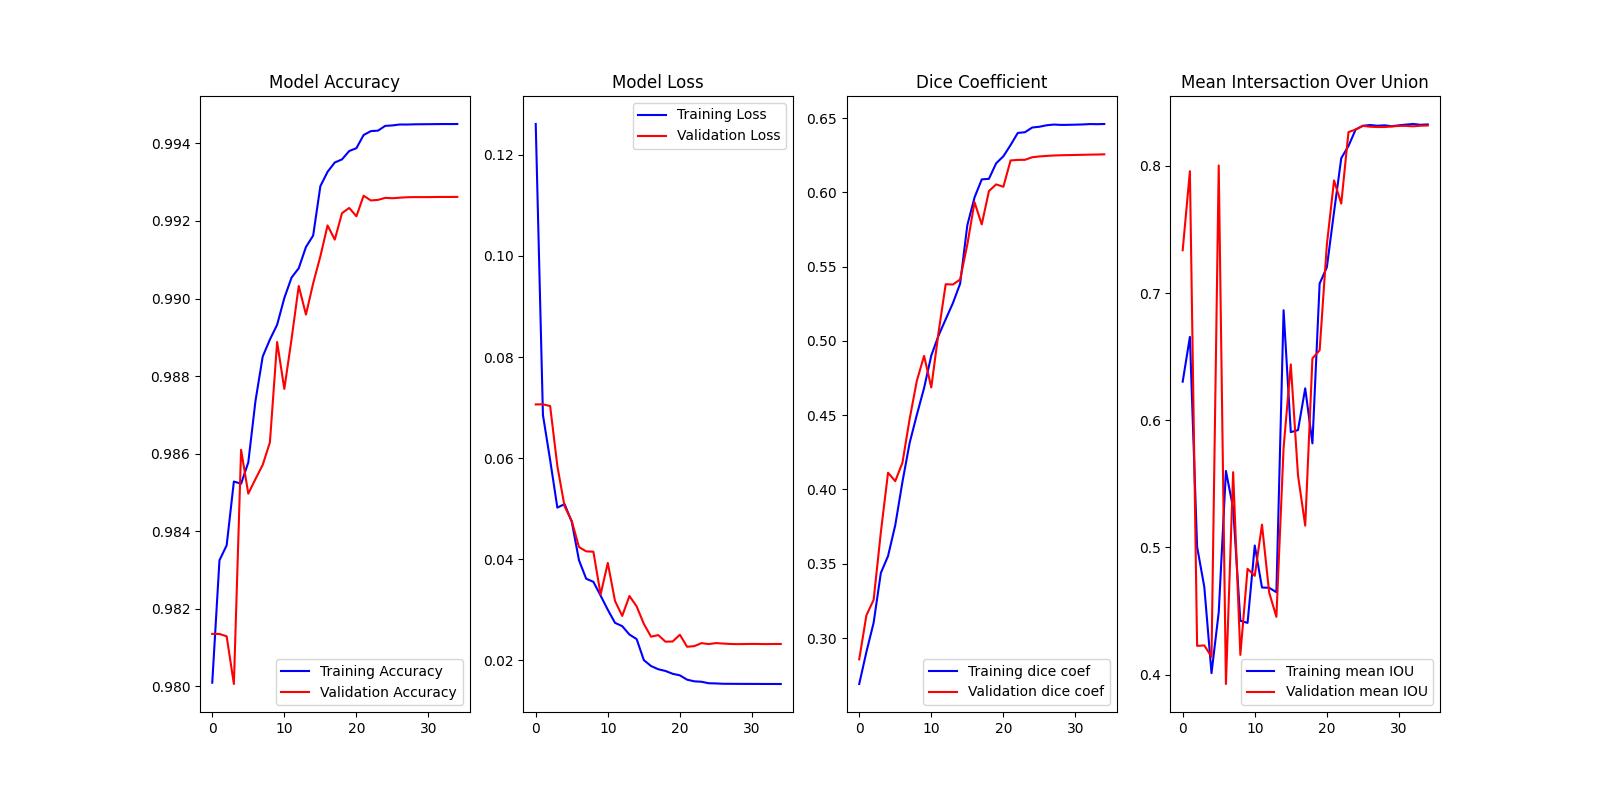 Model Accuracy
0.994
0.992
0.990
0.988
0.986
0.984
0.982
0.980
0 10 20 30
Training Accuracy
Validation Accuracy
Model Loss
0.12
0.10
0.08
0.06
0.04
0.02
0 10 20 30
Training Loss
Validation Loss
Dice Coefficient
0.65
0.60
0.55
0.50
0.45
0.40
0.35
0.30
0 10 20 30
Training dice coef
Validation dice coef
Mean Intersaction Over Union
0.8
0.7
0.6
0.5
0.4
0 10 20 30
Training mean IOU
Validation mean IOU